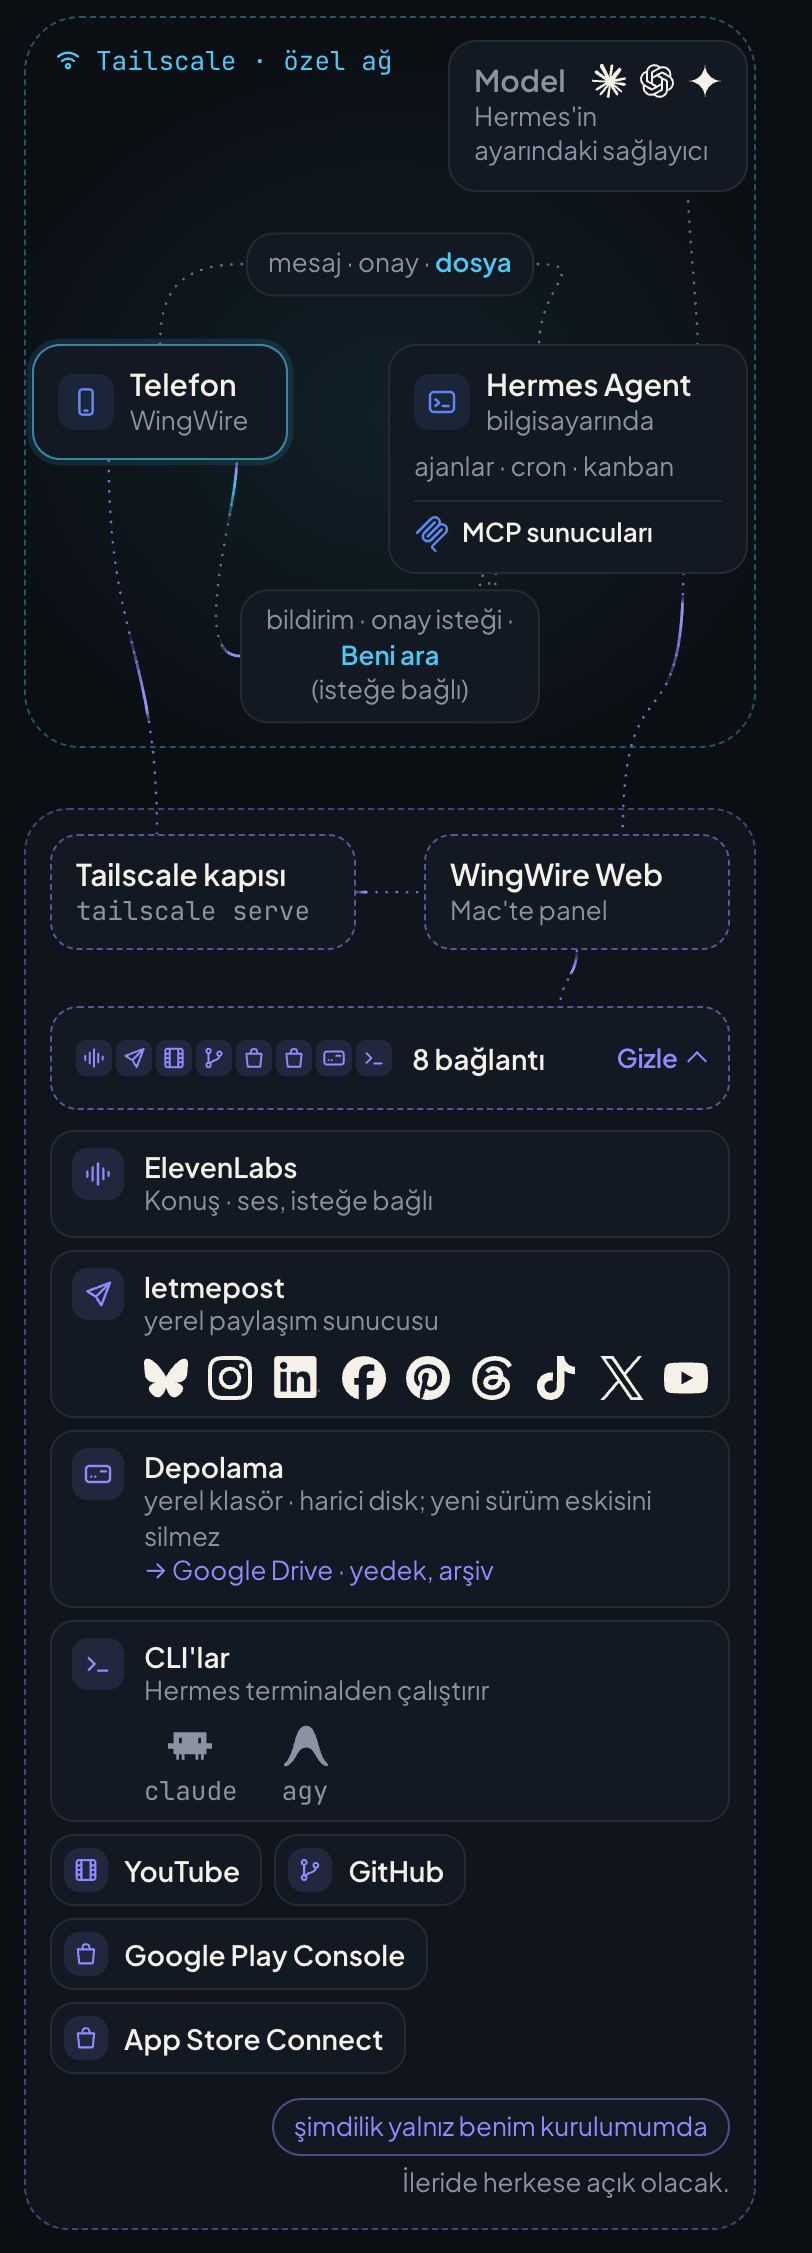 Tailscale · özel ağ
Model
Hermes'in
ayarındaki sağlayıcı
mesaj · onay · dosya
Telefon
WingWire
Hermes Agent
bilgisayarında
ajanlar · cron · kanban
MCP sunucuları
bildirim · onay isteği ·
Beni ara
(isteğe bağlı)
Tailscale kapısı
tailscale serve
WingWire Web
Mac'te panel
8 bağlantı
Gizle
ElevenLabs
Konuş · ses, isteğe bağlı
letmepost
yerel paylaşım sunucusu
Depolama
yerel klasör · harici disk; yeni sürüm eskisini
silmez
→ Google Drive · yedek, arşiv
CLI'lar
Hermes terminalden çalıştırır
claude agy
YouTube
GitHub
Google Play Console
App Store Connect
şimdilik yalnız benim kurulumumda
İleride herkese açık olacak.